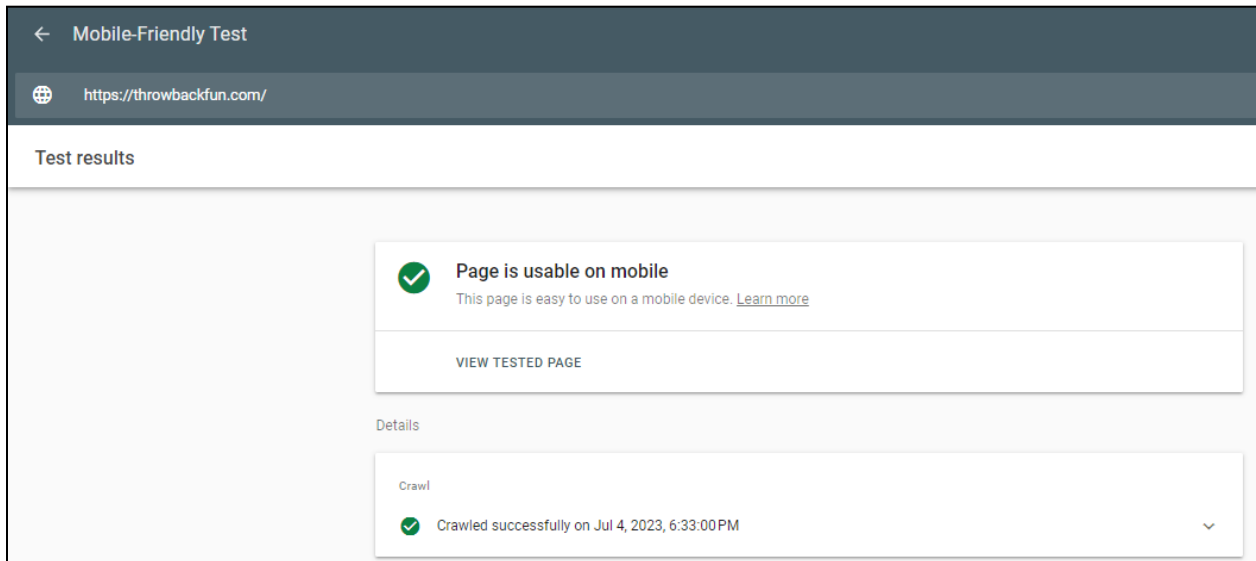 Mobile-Friendly Test
https://throwbackfun.com/
Test results
Page is usable on mobile
This page is easy to use on a mobile device. Learn more
VIEW TESTED PAGE
Details
Crawl
Crawled successfully on Jul 4, 2023, 6:33:00 PM